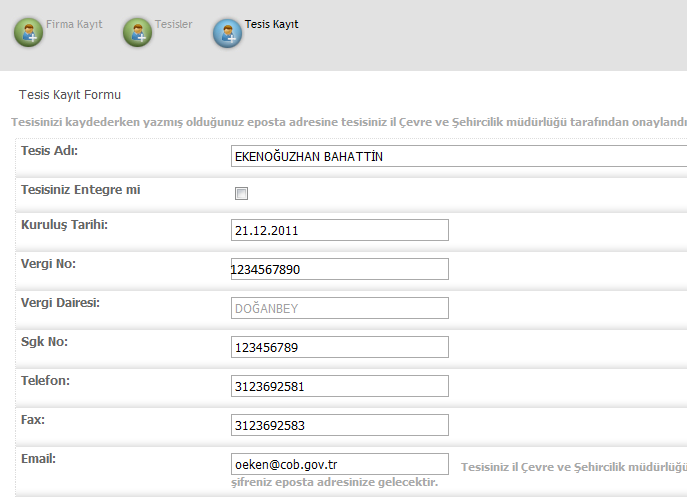 Firma Kayıt Tesisler Tesis Kayıt
Tesis Kayıt Formu
Tesisinizi kaydederken yazmış olduğunuz eposta adresine tesisiniz il Çevre ve Şehircilik müdürlüğü tarafından onaylandı
Tesis Adı: EKENOĞUZHAN BAHATTİN
Tesisiniz Entegre mi
Kuruluş Tarihi: 21.12.2011
Vergi No: 1234567890
Vergi Dairesi: DOĞANBEY
Sgk No: 123456789
Telefon: 3123692581
Fax: 3123692583
Email: oeken@cob.gov.tr Tesisiniz il Çevre ve Şehircilik müdürlüğü
şifreniz eposta adresinize gelecektir.